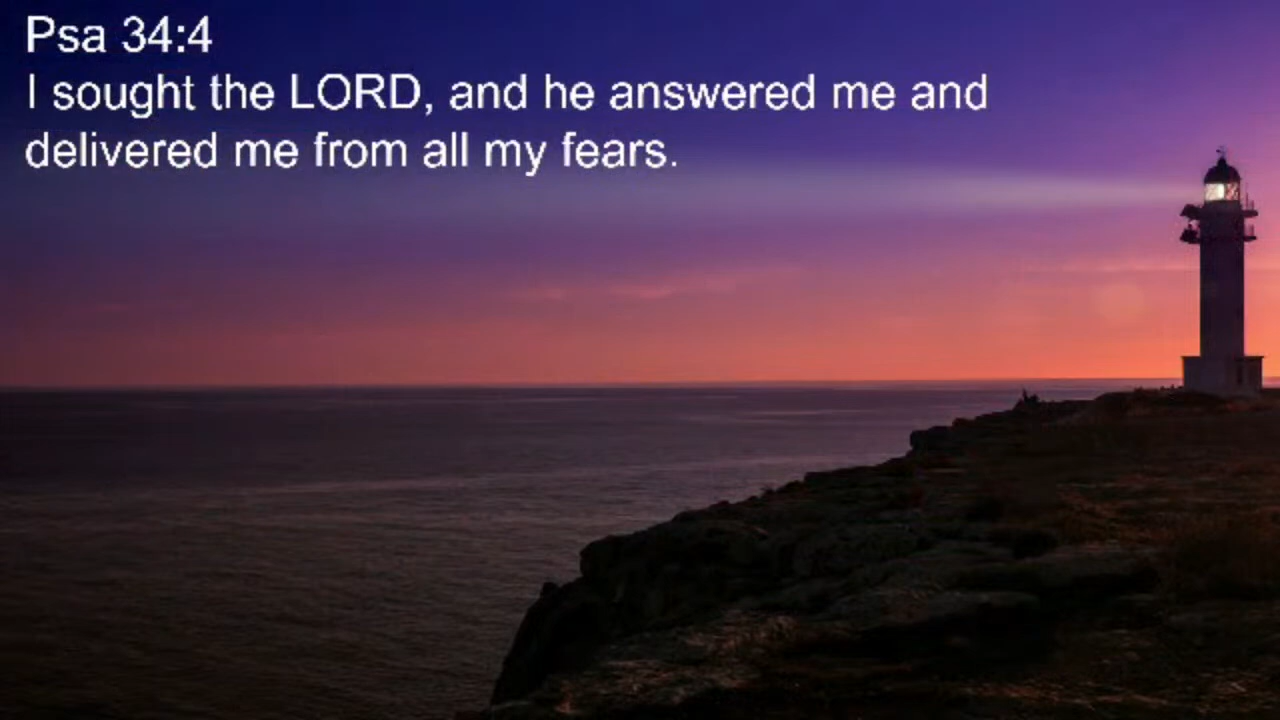 Psa 34:4
I sought the LORD, and he answered me and
delivered me from all my fears.